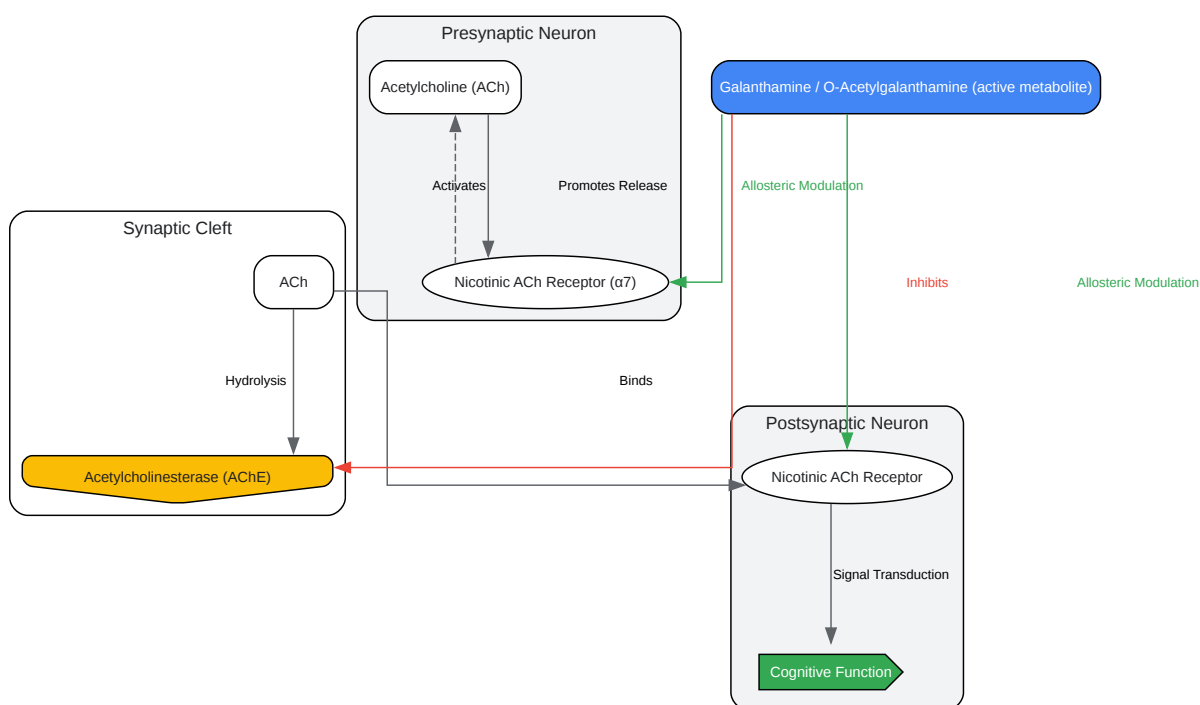 Presynaptic Neuron
Acetylcholine (ACh)
Galanthamine / O-Acetylgalanthamine (active metabolite)
Activates
Promotes Release
Allosteric Modulation
Synaptic Cleft
ACh
Nicotinic ACh Receptor (α7)
Inhibits
Allosteric Modulation
Hydrolysis
Binds
Postsynaptic Neuron
Acetylcholinesterase (AChE)
Nicotinic ACh Receptor
Signal Transduction
Cognitive Function